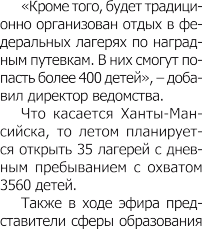 «Кроме того, будет традици-
онно организован отдых в фе-
деральных лагерях по наград-
ным путевкам. В них смогут по-
пасть более 400 детей», – доба-
вил директор ведомства.
Что касается Ханты-Ман-
сийска, то летом планирует-
ся открыть 35 лагерей с днев-
ным пребыванием с охватом
3560 детей.
Также в ходе эфира пред-
ставители сферы образования